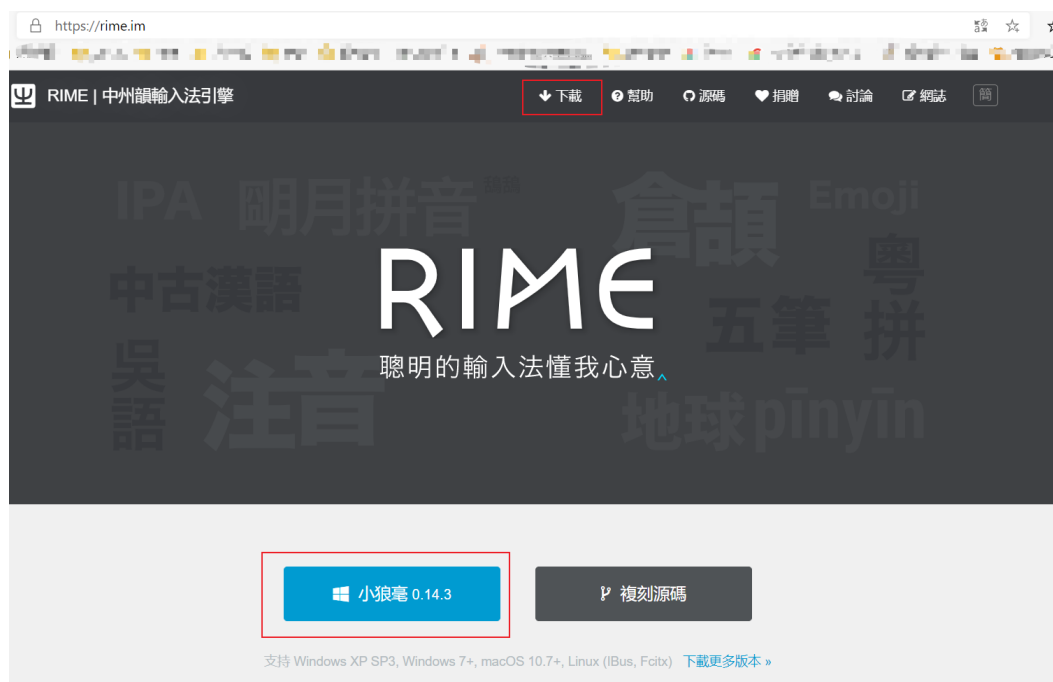 https://rime.im
RIME | 中州韻輸入法引擎
下載 幫助 源碼 捐贈 討論 網誌 簡
IPA 朙月拼音 倉頡 Emoji
中古漢語 五筆 粤拼
吳語 注音 地球pīnyīn
RIME
聰明的輸入法懂我心意
小狼毫 0.14.3
複刻源碼
支持 Windows XP SP3, Windows 7+, macOS 10.7+, Linux (IBus, Fcitx) 下載更多版本 »